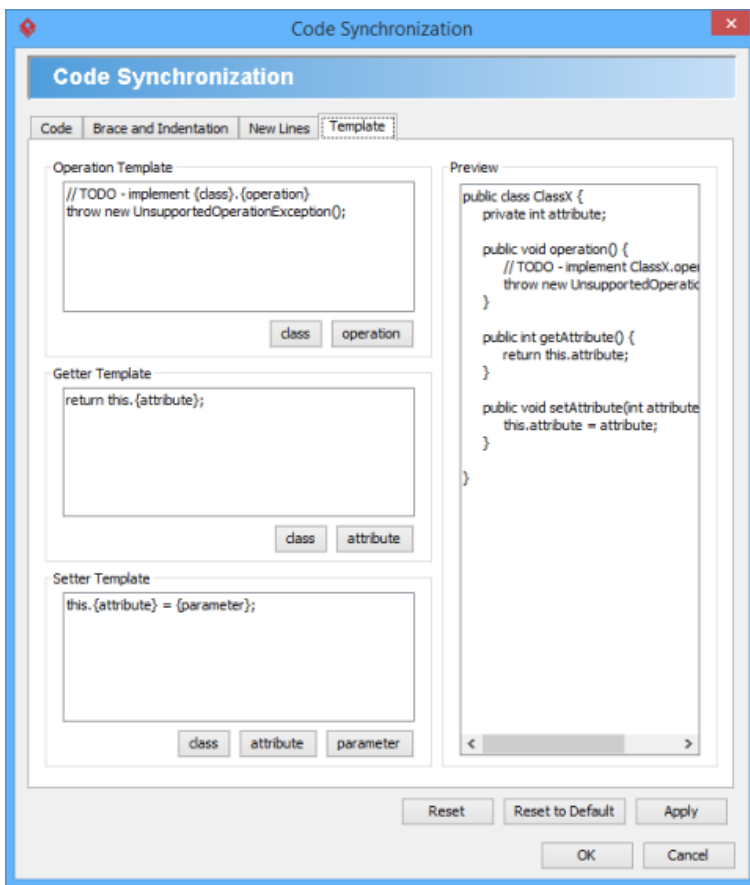 Code Synchronization
Code Synchronization
Code
Brace and Indentation
New Lines
Template
Operation Template
// TODO - implement {class}.{operation}
throw new UnsupportedOperationException();
class
operation
Getter Template
return this.{attribute};
class
attribute
Setter Template
this.{attribute} = {parameter};
class
attribute
parameter
Preview
public class ClassX {
private int attribute;
public void operation() {
// TODO - implement ClassX.oper
throw new UnsupportedOperatic
}
public int getAttribute() {
return this.attribute;
}
public void setAttribute(int attribute
this.attribute = attribute;
}
}
Reset
Reset to Default
Apply
OK
Cancel